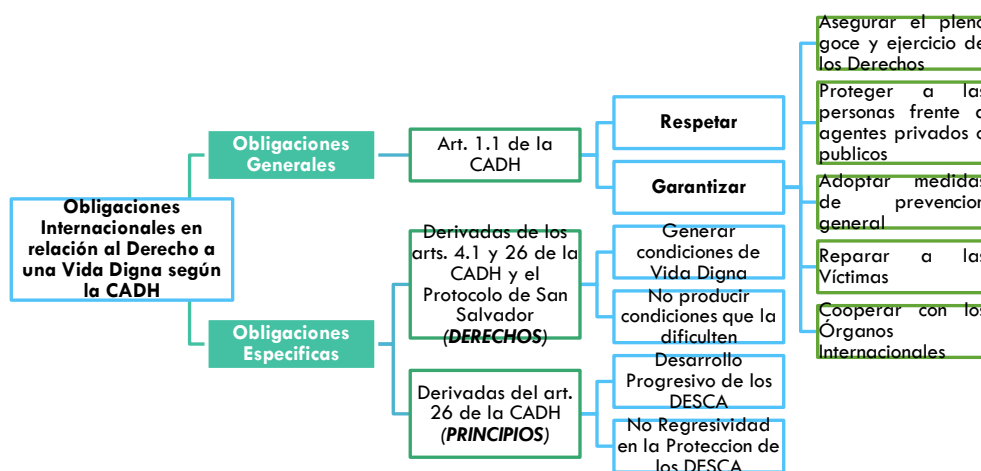 Obligaciones
Internacionales en
relación al Derecho a
una Vida Digna según
la CADH
Obligaciones
Generales
Art. 1.1 de la
CADH
Respetar
Garantizar
Asegurar el pleno
goce y ejercicio de
los Derechos
Proteger a las
personas frente a
agentes privados o
publicos
Adoptar medidas
de prevencion
general
Reparar a las
Víctimas
Cooperar con los
Órganos
Internacionales
Obligaciones
Especificas
Derivadas de los
arts. 4.1 y 26 de la
CADH y el
Protocolo de San
Salvador
(DERECHOS)
Generar
condiciones de
Vida Digna
No producir
condiciones que la
dificulten
Derivadas del art.
26 de la CADH
(PRINCIPIOS)
Desarrollo
Progresivo de los
DESCA
No Regresividad
en la Proteccion de
los DESCA